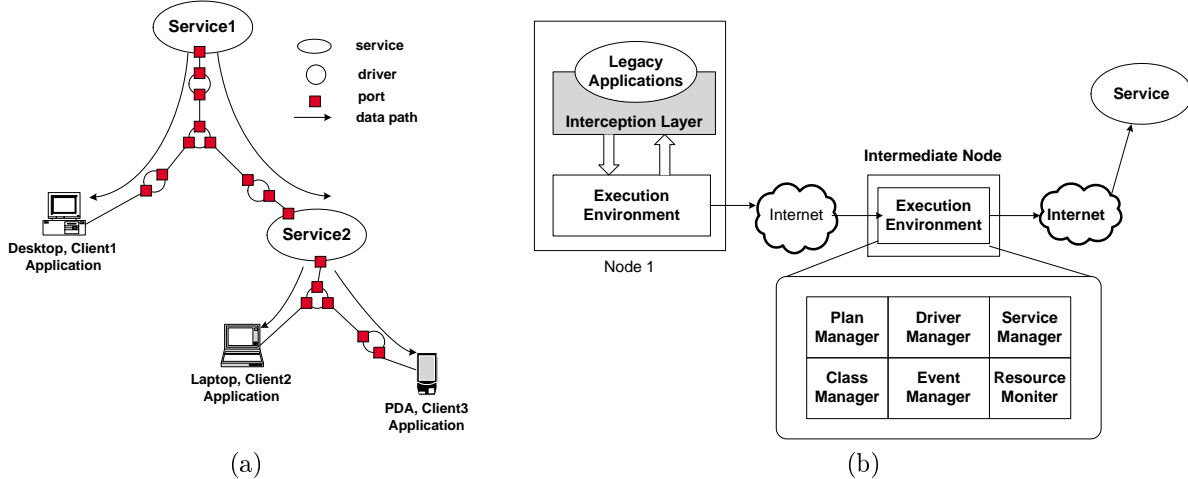 Service1
service
driver
port
data path
Desktop, Client1
Application
Service2
Laptop, Client2
Application
PDA, Client3
Application
(a)
Legacy
Applications
Interception Layer
Execution
Environment
Node 1
Internet
Intermediate Node
Execution
Environment
Internet
Service
Plan
Manager
Driver
Manager
Service
Manager
Class
Manager
Event
Manager
Resource
Moniter
(b)